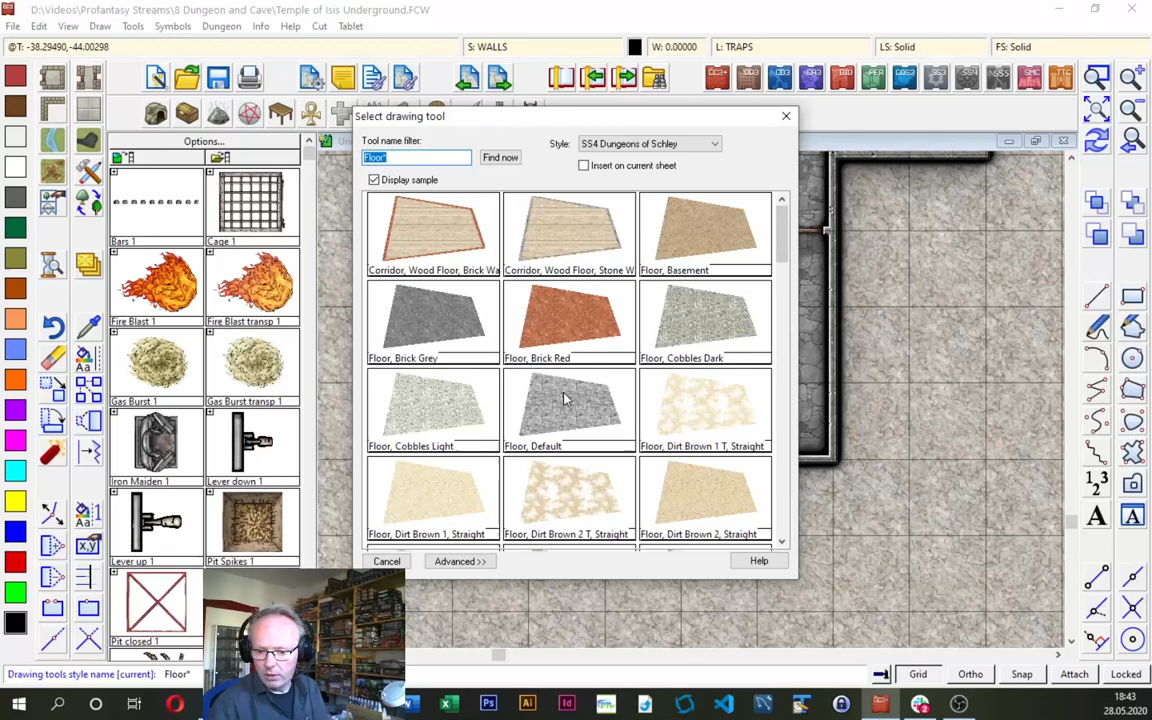 D:\Videos\Profantasy Streams\8 Dungeon and Cave\Temple of Isis Underground.FCW
File Edit View Draw Tools Symbols Dungeon Info Help Cut Tablet
@T: -38.29490,-44.00298 S: WALLS W: 0.00000 L: TRAPS LS: Solid FS: Solid
Options...
Bars 1 Cage 1
Fire Blast 1 Fire Blast transp 1
Gas Burst 1 Gas Burst transp 1
Iron Maiden 1 Lever down 1
Lever up 1 Pit Spikes 1
Pit closed 1
Select drawing tool
Tool name filter:
Floor* Find now
Style: SS4 Dungeons of Schley
Insert on current sheet
Display sample
Corridor, Wood Floor, Brick Wa Corridor, Wood Floor, Stone W Floor, Basement
Floor, Brick Grey Floor, Brick Red Floor, Cobbles Dark
Floor, Cobbles Light Floor, Default Floor, Dirt Brown 1 T, Straight
Floor, Dirt Brown 1, Straight Floor, Dirt Brown 2 T, Straight Floor, Dirt Brown 2, Straight
Cancel Advanced >> Help
Drawing tools style name [current]: Floor*
Grid Ortho Snap Attach Locked
18:43
28.05.2020